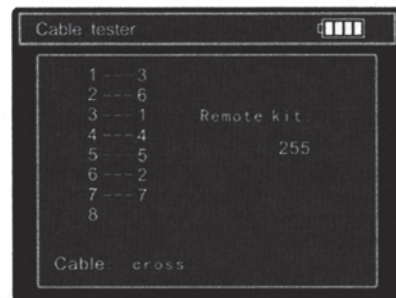 Cable tester
1---3
2---6
3---1 Remote kit:
4---4
5---5 255
6---2
7---7
8
Cable: cross